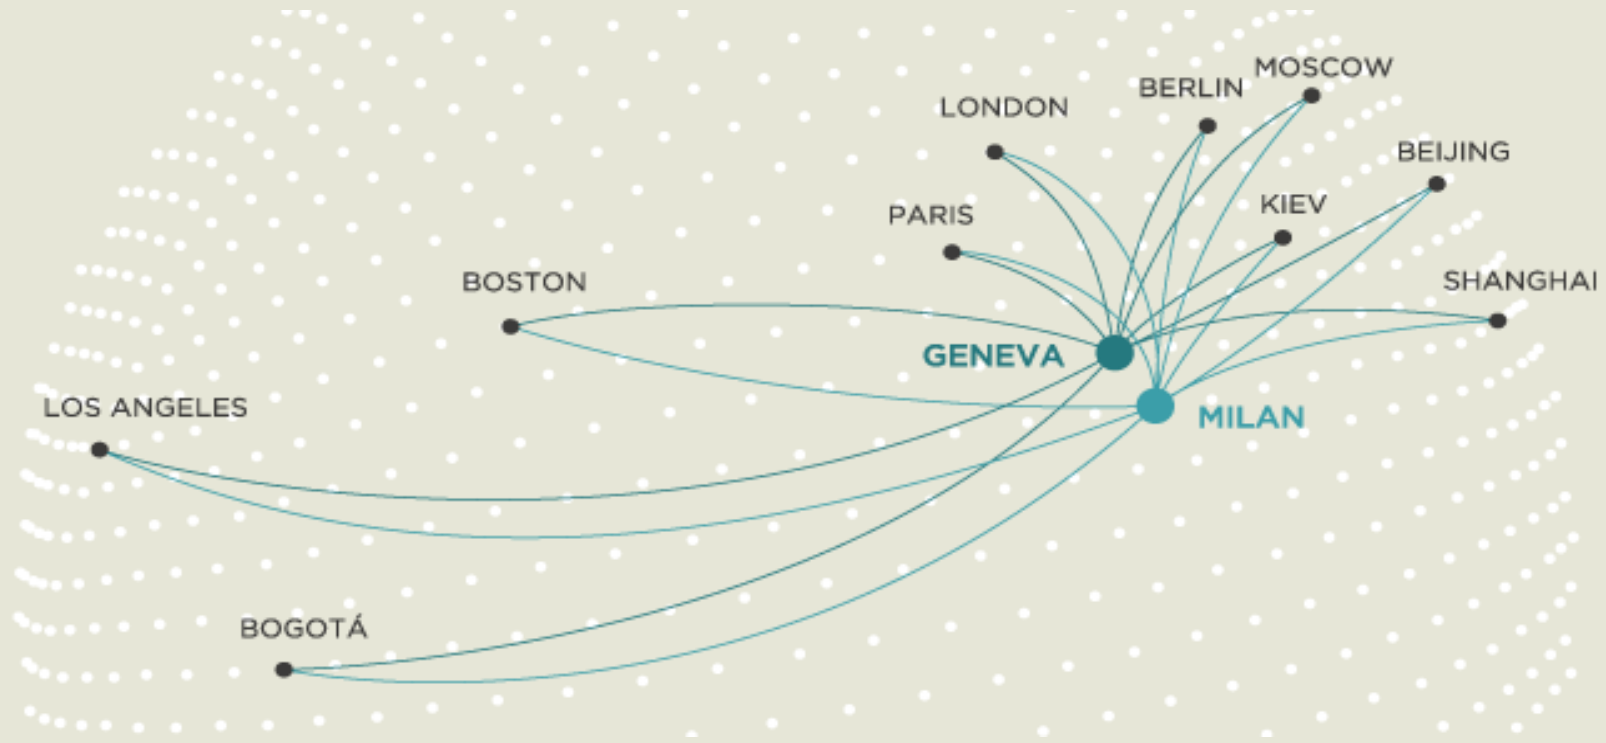 MOSCOW
BERLIN
LONDON
BEIJING
KIEV
PARIS
BOSTON
SHANGHAI
GENEVA
LOS ANGELES
MILAN
BOGOTÁ